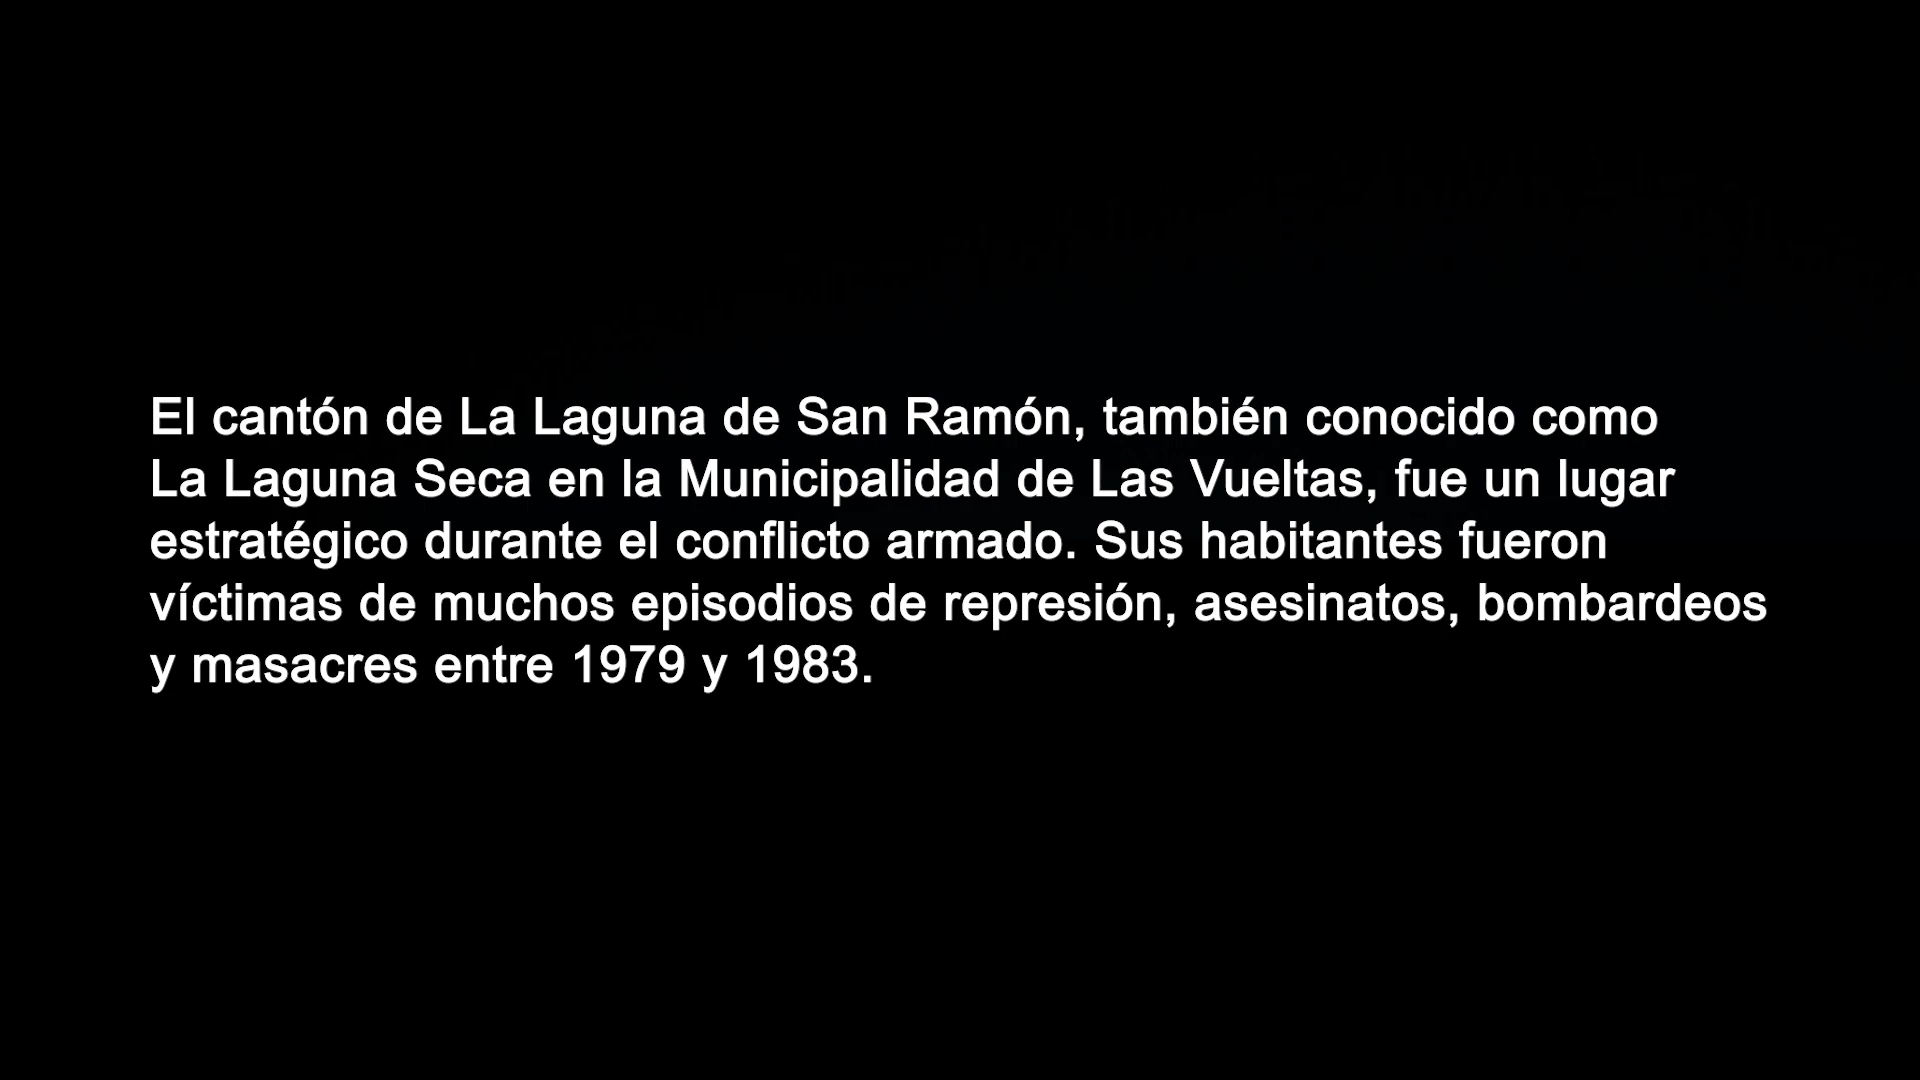 El cantón de La Laguna de San Ramón, también conocido como
La Laguna Seca en la Municipalidad de Las Vueltas, fue un lugar
estratégico durante el conflicto armado. Sus habitantes fueron
víctimas de muchos episodios de represión, asesinatos, bombardeos
y masacres entre 1979 y 1983.